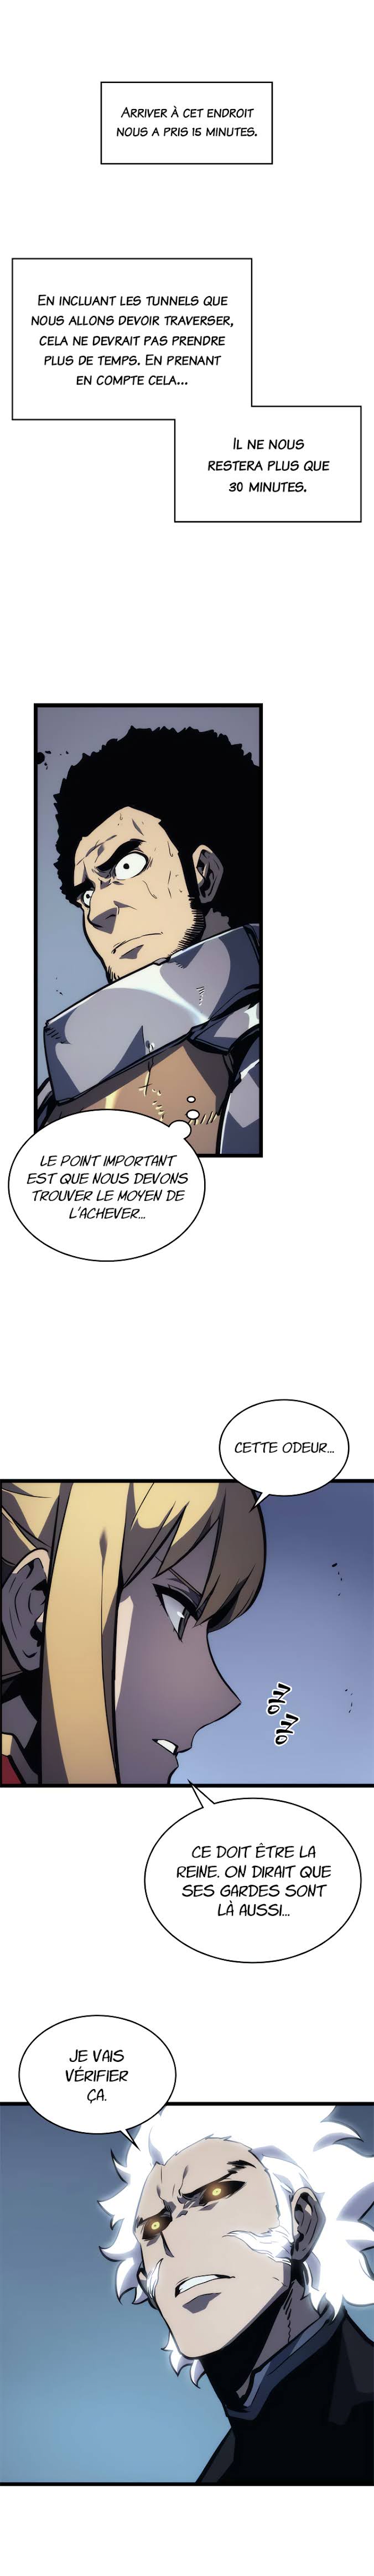 ARRIVER À CET ENDROIT
NOUS A PRIS 15 MINUTES.
EN INCLUANT LES TUNNELS QUE
NOUS ALLONS DEVOIR TRAVERSER,
CELA NE DEVRAIT PAS PRENDRE
PLUS DE TEMPS. EN PRENANT
EN COMPTE CELA...
IL NE NOUS
RESTERA PLUS QUE
30 MINUTES.
LE POINT IMPORTANT
EST QUE NOUS DEVONS
TROUVER LE MOYEN DE
L'ACHEVER...
CETTE ODEUR...
킁
킁
CE DOIT ÊTRE LA
REINE. ON DIRAIT QUE
SES GARDES SONT
LÀ AUSSI...
JE VAIS
VÉRIFIER
ÇA.